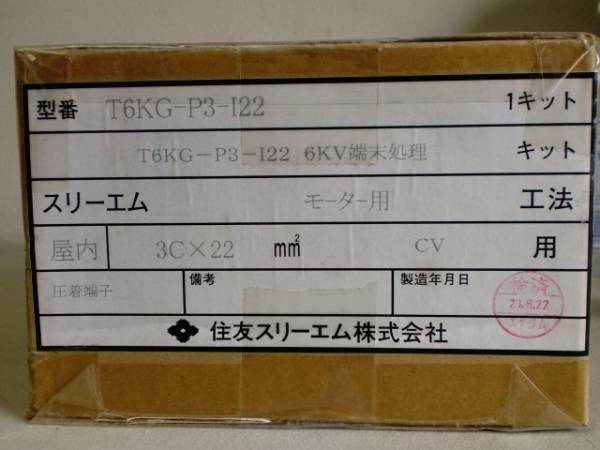 型番 T6KG-P3-I22 1キット
T6KG-P3-I22 6KV端末処理 キット
スリーエム モーター用 工法
屋内 3C×22 mm² CV 用
圧着端子 備考 製造年月日
検済
21.6.22
住友スリーエム株式会社